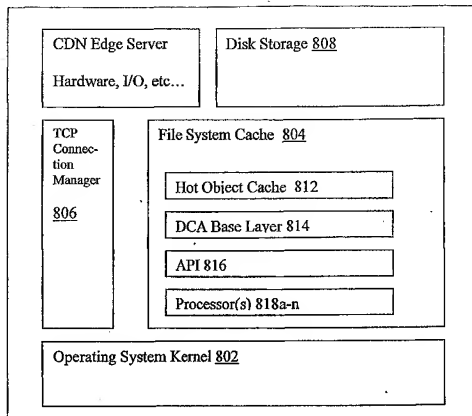 CDN Edge Server
Hardware, I/O, etc...
Disk Storage 808
TCP
Connec-
tion
Manager
806
File System Cache 804
Hot Object Cache 812
DCA Base Layer 814
API 816
Processor(s) 818a-n
Operating System Kernel 802